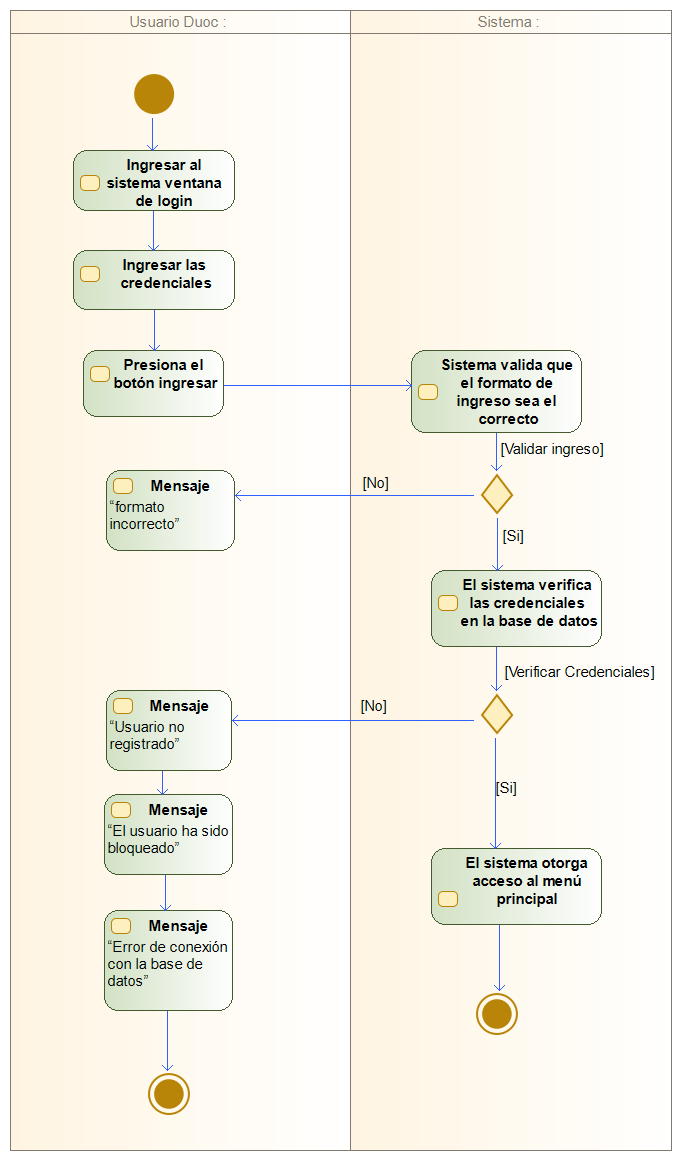 Usuario Duoc :
Sistema :
Ingresar al
sistema ventana
de login
Ingresar las
credenciales
Presiona el
botón ingresar
Sistema valida que
el formato de
ingreso sea el
correcto
[Validar ingreso]
[No]
Mensaje
“formato
incorrecto”
[Si]
El sistema verifica
las credenciales
en la base de datos
[Verificar Credenciales]
[No]
Mensaje
“Usuario no
registrado”
[Si]
Mensaje
“El usuario ha sido
bloqueado”
El sistema otorga
acceso al menú
principal
Mensaje
“Error de conexión
con la base de
datos”